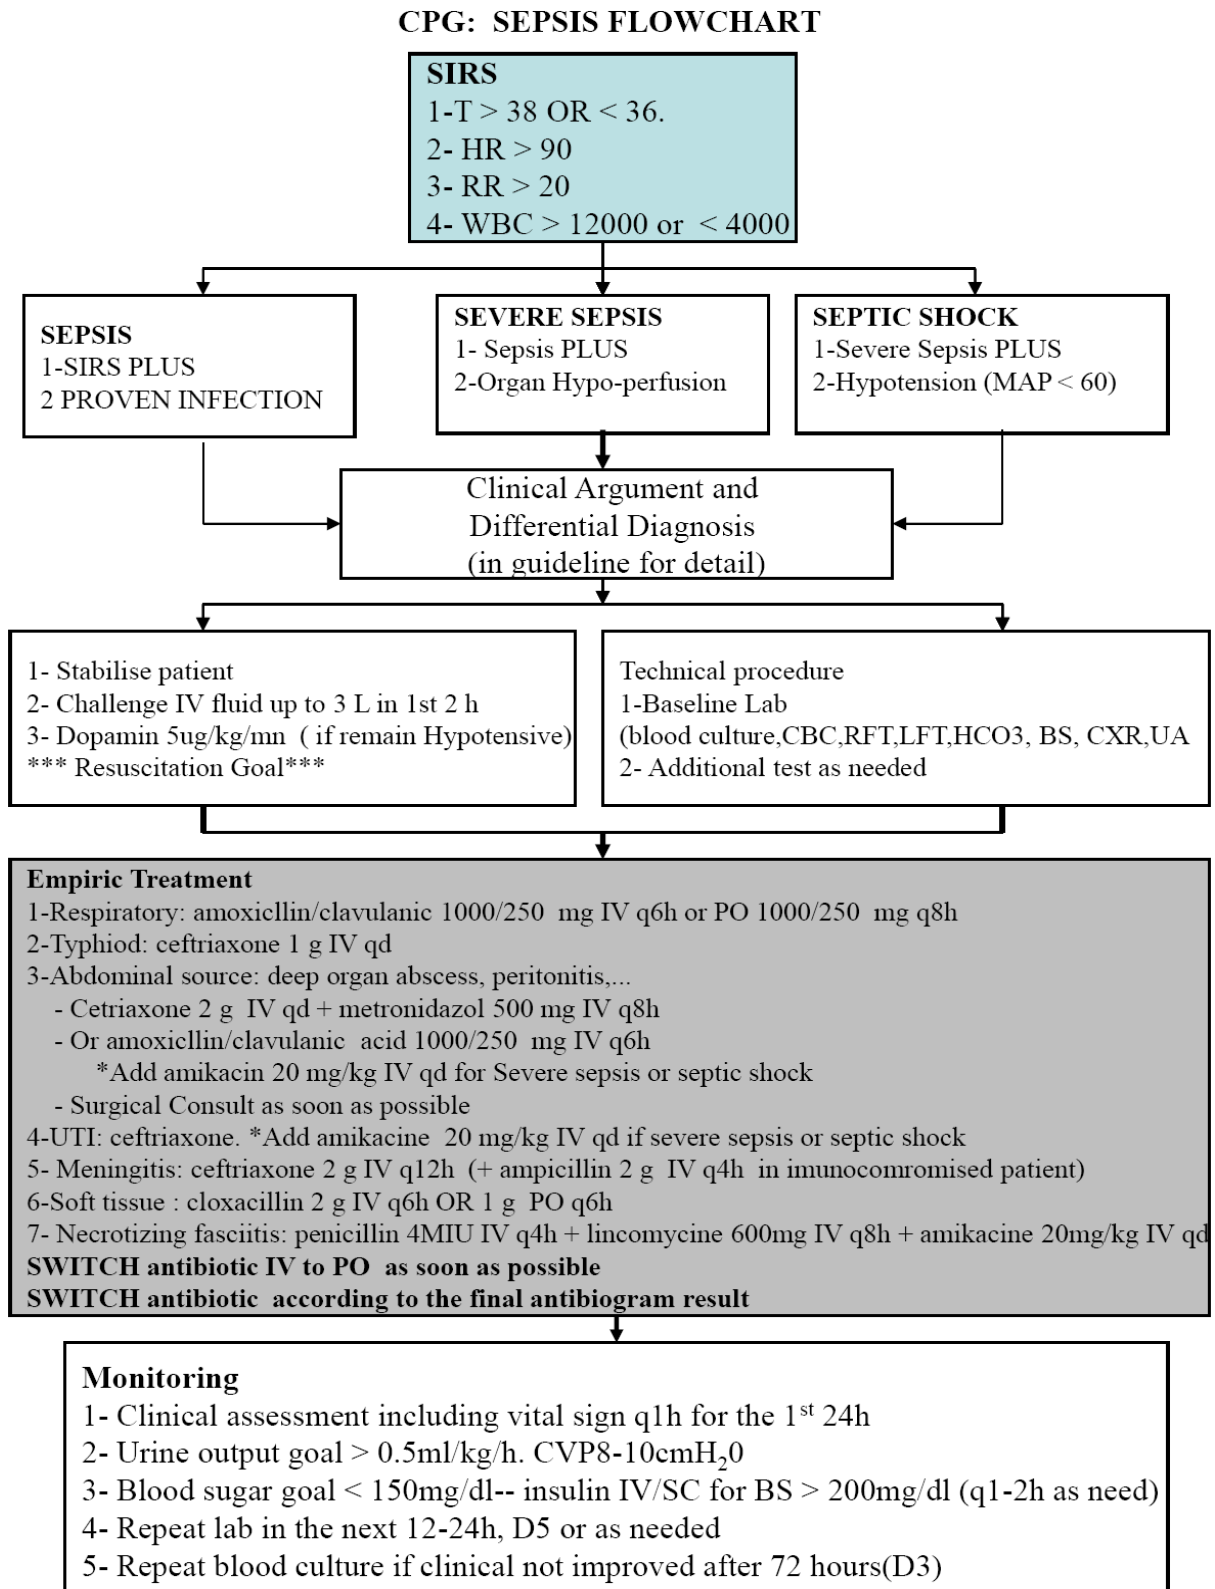 CPG:  SEPSIS FLOWCHART
SIRS
1-T > 38 OR < 36.
2- HR > 90
3- RR > 20
4- WBC > 12000 or  < 4000
SEPSIS
1-SIRS PLUS
2 PROVEN INFECTION
SEVERE SEPSIS
1- Sepsis PLUS
2-Organ Hypo-perfusion
SEPTIC SHOCK
1-Severe Sepsis PLUS
2-Hypotension (MAP < 60)
Clinical Argument and
Differential Diagnosis
(in guideline for detail)
1- Stabilise patient
2- Challenge IV fluid up to 3 L in 1st 2 h
3- Dopamin 5ug/kg/mn  ( if remain Hypotensive)
*** Resuscitation Goal***
Technical procedure
1-Baseline Lab
(blood culture,CBC,RFT,LFT,HCO3, BS, CXR,UA
2- Additional test as needed
Empiric Treatment
1-Respiratory: amoxicllin/clavulanic 1000/250  mg IV q6h or PO 1000/250  mg q8h
2-Typhiod: ceftriaxone 1 g IV qd
3-Abdominal source: deep organ abscess, peritonitis,...
- Cetriaxone 2 g  IV qd + metronidazol 500 mg IV q8h
- Or amoxicllin/clavulanic  acid 1000/250  mg IV q6h
*Add amikacin 20 mg/kg IV qd for Severe sepsis or septic shock
- Surgical Consult as soon as possible
4-UTI: ceftriaxone. *Add amikacine  20 mg/kg IV qd if severe sepsis or septic shock
5- Meningitis: ceftriaxone 2 g IV q12h  (+ ampicillin 2 g  IV q4h  in imunocomromised patient)
6-Soft tissue : cloxacillin 2 g IV q6h OR 1 g  PO q6h
7- Necrotizing fasciitis: penicillin 4MIU IV q4h + lincomycine 600mg IV q8h + amikacine 20mg/kg IV qd
SWITCH antibiotic IV to PO  as soon as possible
SWITCH antibiotic  according to the final antibiogram result
Monitoring
1- Clinical assessment including vital sign q1h for the 1st 24h
2- Urine output goal > 0.5ml/kg/h. CVP8-10cmH20
3- Blood sugar goal < 150mg/dl-- insulin IV/SC for BS > 200mg/dl (q1-2h as need)
4- Repeat lab in the next 12-24h, D5 or as needed
5- Repeat blood culture if clinical not improved after 72 hours(D3)